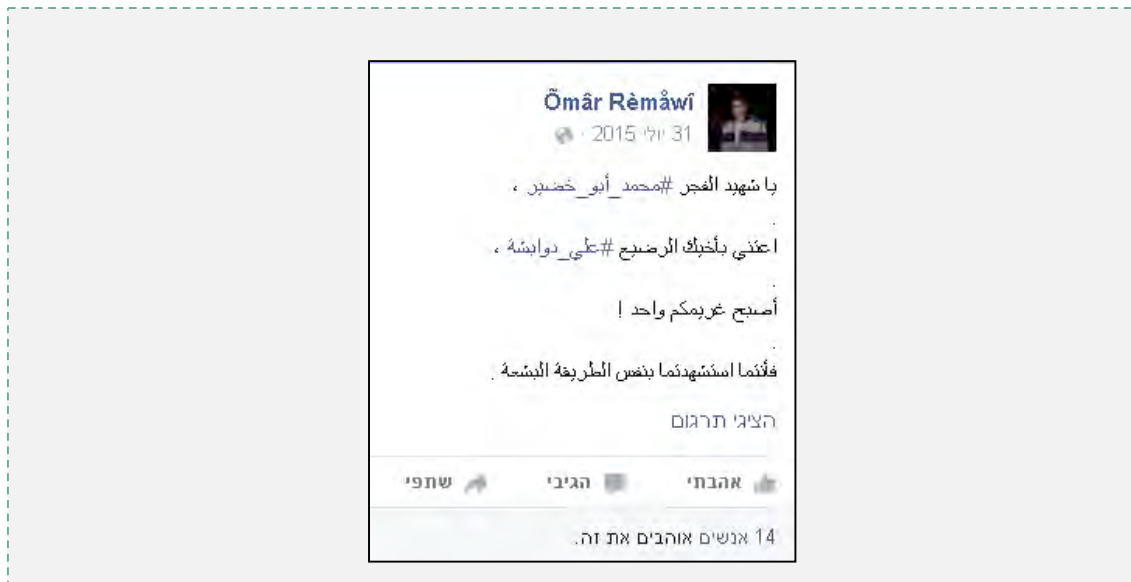 Õmâr Rèmåwî
31 יולי 2015 ·
يا شهيد الفجر #محمد_أبو_خضير ،
.
اعتني بأخيك الرضيع #علي_دوابشة ،
.
أصبح غريمكم واحد !
.
فأنتما استشهدتما بنفس الطريقة البشعة .
הציגי תרגום
אהבתי הגיבי שתפי
14 אנשים אוהבים את זה.